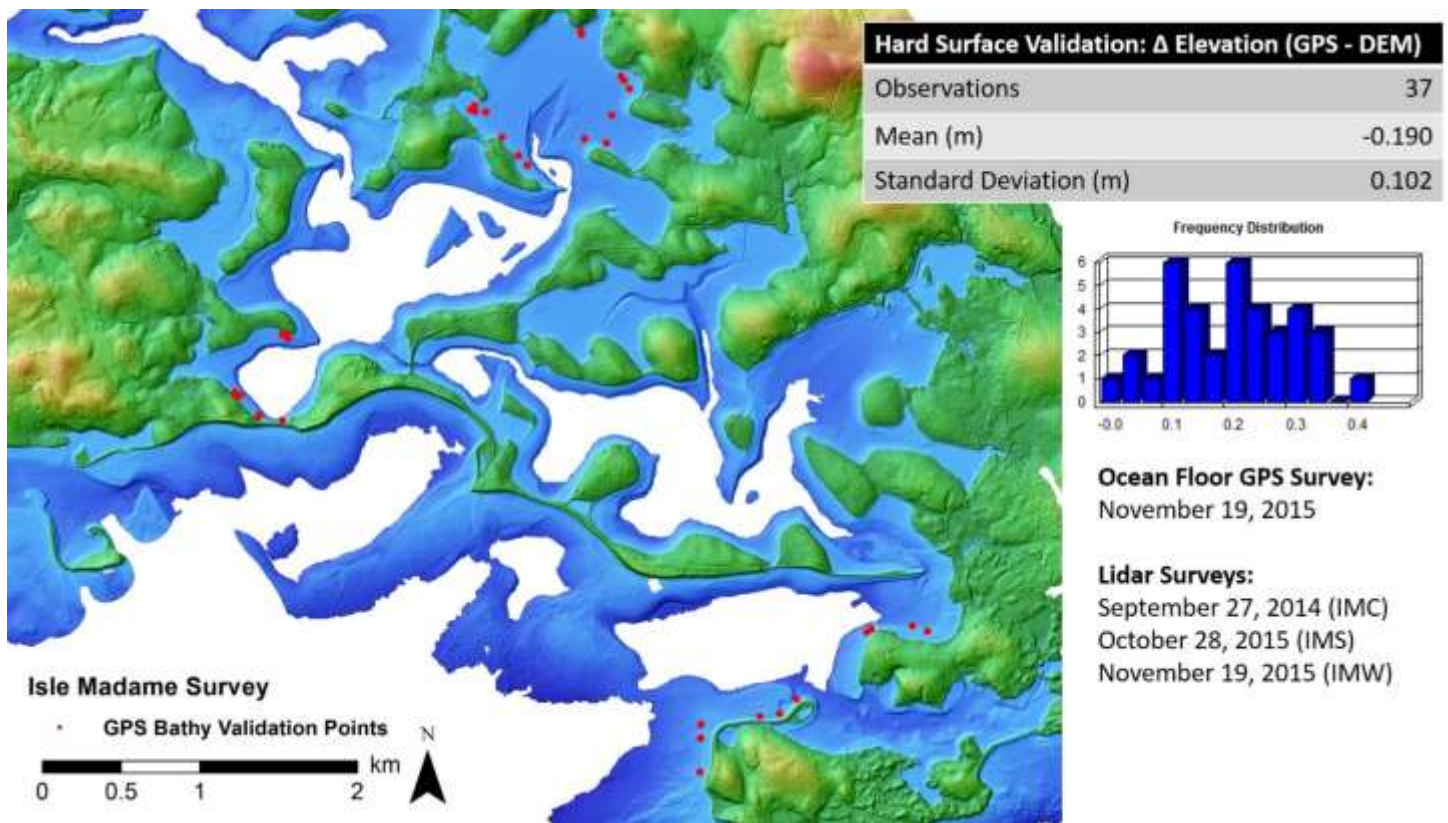 Hard Surface Validation: Δ Elevation (GPS - DEM)
Observations 37
Mean (m) -0.190
Standard Deviation (m) 0.102
Frequency Distribution
6
5
4
3
2
1
0
-0.0 0.1 0.2 0.3 0.4
Ocean Floor GPS Survey:
November 19, 2015
Lidar Surveys:
September 27, 2014 (IMC)
October 28, 2015 (IMS)
November 19, 2015 (IMW)
Isle Madame Survey
GPS Bathy Validation Points
N
km
0 0.5 1 2